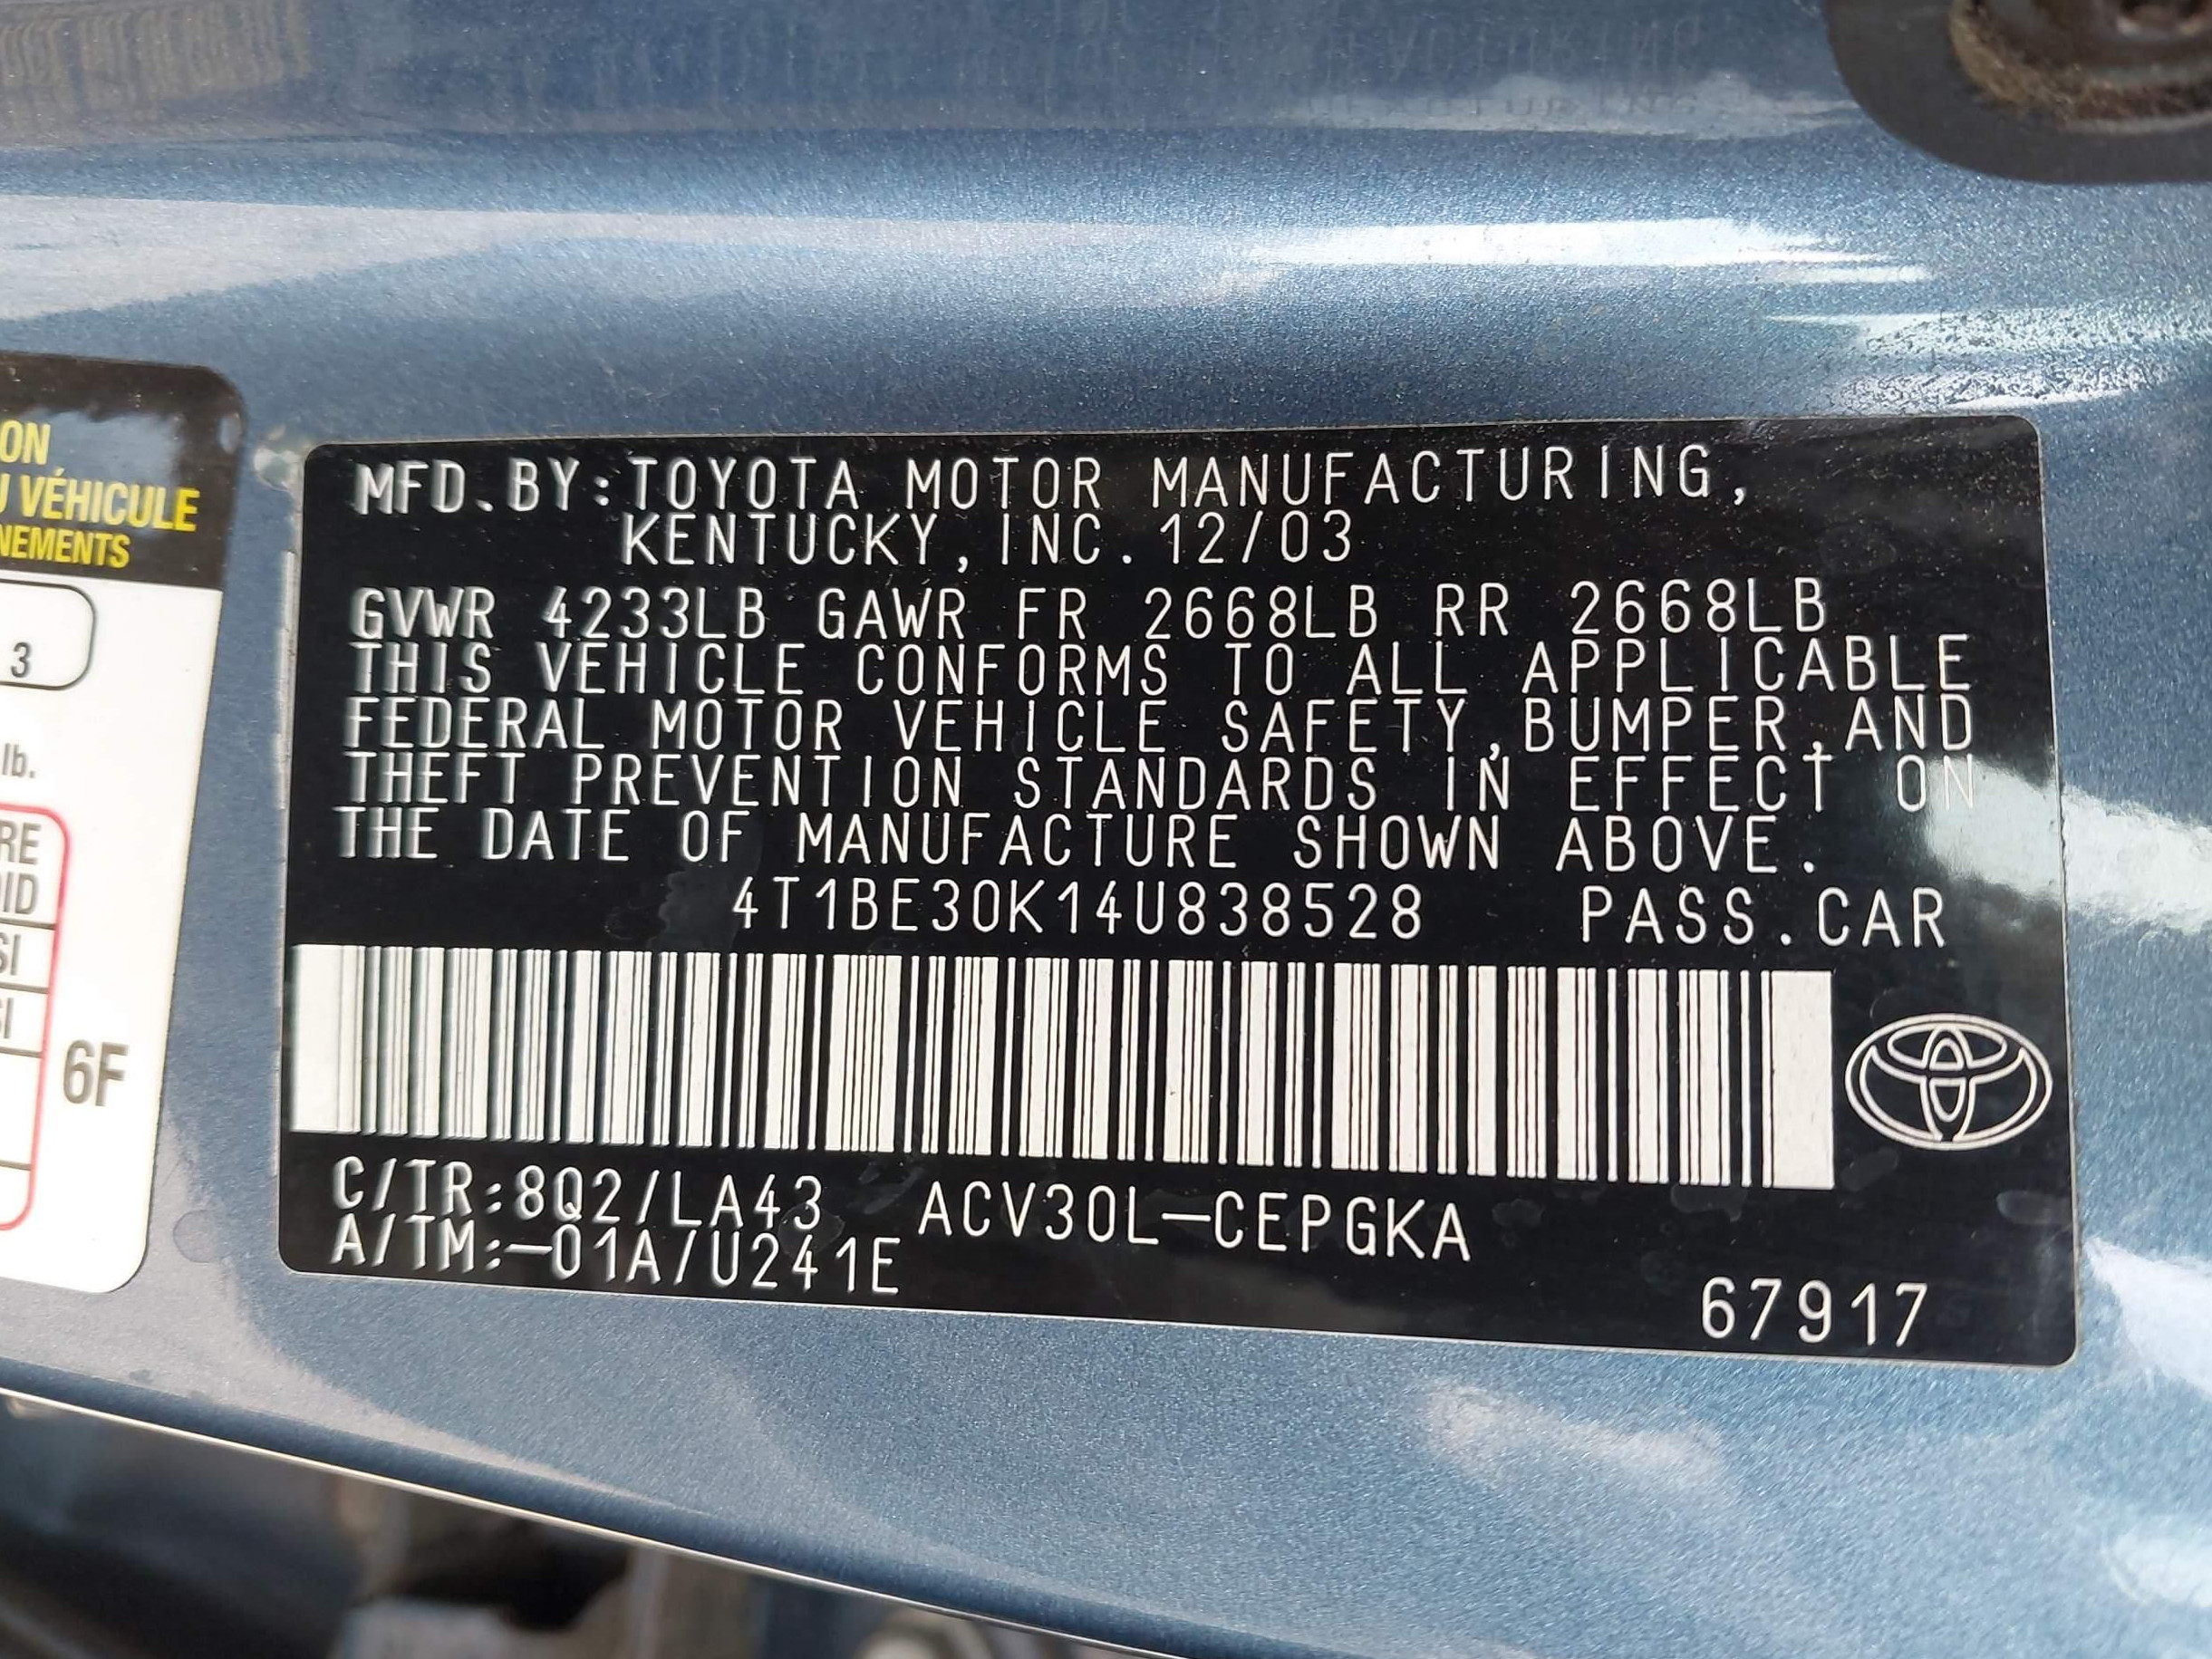 ON
U VÉHICULE
NEMENTS
3
lb.
RE
ID
SI
SI
6F
MFD.BY:TOYOTA MOTOR MANUFACTURING,
KENTUCKY,INC.12/03
GVWR 4233LB GAWR FR 2668LB RR 2668LB
THIS VEHICLE CONFORMS TO ALL APPLICABLE
FEDERAL MOTOR VEHICLE SAFETY,BUMPER,AND
THEFT PREVENTION STANDARDS IN EFFECT ON
THE DATE OF MANUFACTURE SHOWN ABOVE.
4T1BE30K14U838528 PASS.CAR
C/TR:8Q2/LA43 ACV30L-CEPGKA
A/TM:-01A/U241E
67917